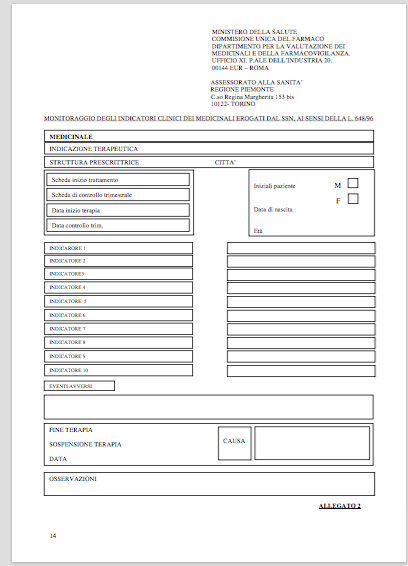 MINISTERO DELLA SALUTE
COMMISIONE UNICA DEL FARMACO
DIPARTIMENTO PER LA VALUTAZIONE DEI
MEDICINALI E DELLA FARMACOVIGILANZA.
UFFICIO XI. P.ALE DELL'INDUSTRIA 20.
00144 EUR – ROMA
ASSESSORATO ALLA SANITA'
REGIONE PIEMONTE
C.so Regina Margherita 153 bis
10122- TORINO
MONITORAGGIO DEGLI INDICATORI CLINICI DEI MEDICINALI EROGATI DAL SSN, AI SENSI DELLA L. 648/96
MEDICINALE
INDICAZIONE TERAPEUTICA
STRUTTURA PRESCRITTRICE CITTA'
Scheda inizio trattamento
Scheda di controllo trimestrale
Data inizio terapia
Data controllo trim.
Iniziali paziente M
F
Data di nascita
Età
INDICARORE 1
INDICATORE 2
INDICATORE3
INDICATORE 4
INDICATORE 5
INDICATORE 6
INDICATORE 7
INDICATORE 8
INDICATORE 9
INDICATORE 10
EVENTI AVVERSI
FINE TERAPIA
SOSPENSIONE TERAPIA
DATA
CAUSA
OSSERVAZIONI
ALLEGATO 2
14